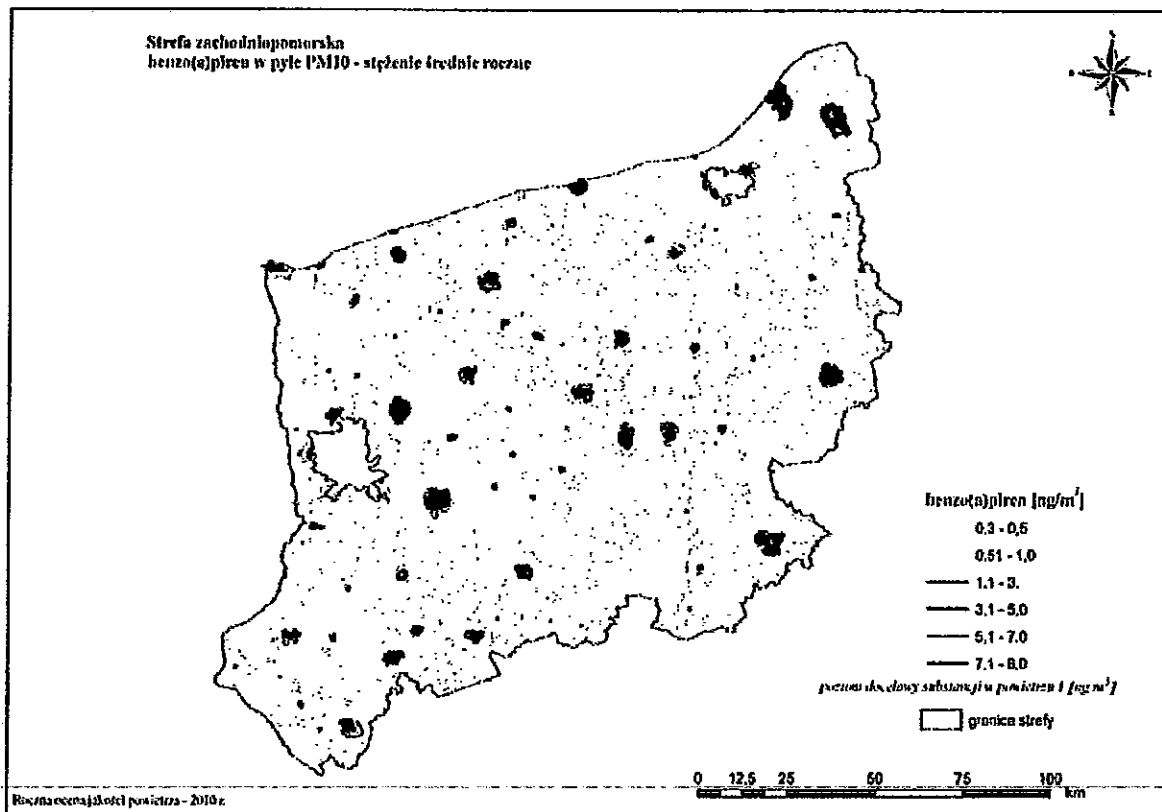 Strefa zachodniopomorska
benzo(a)piren w pyle PM10 - stężenie średnie roczne
benzo(a)piren [ng/m³]
0,3 - 0,5
0.51 - 1,0
1.1 - 3.
3,1 - 5,0
5,1 - 7,0
7.1 - 8,0
poziom docelowy substancji w powietrzu 1 [ng/m³]
granica strefy
0 12,5 25 50 75 100
km
Roczna ocena jakości powietrza - 2010 r.